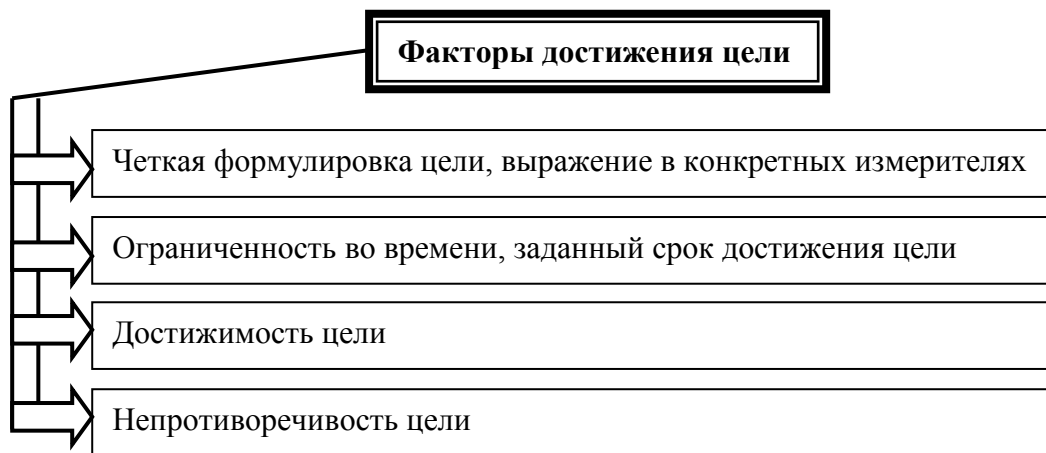 Факторы достижения цели
Четкая формулировка цели, выражение в конкретных измерителях
Ограниченность во времени, заданный срок достижения цели
Достижимость цели
Непротиворечивость цели